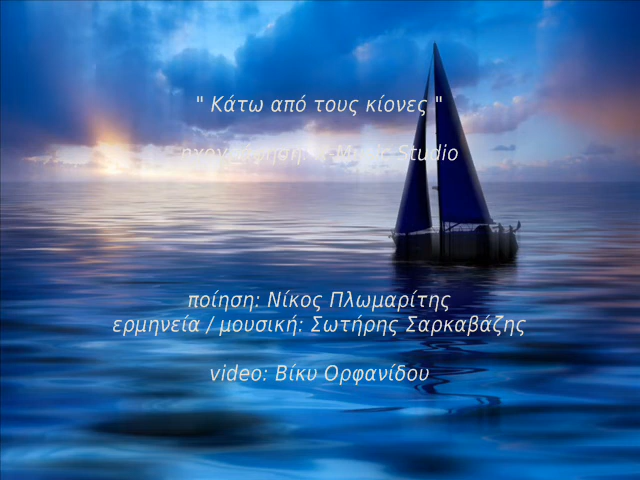 " Κάτω από τους κίονες "
Studio
ποίηση: Νίκος Πλωμαρίτης
ερμηνεία / μουσική: Σωτήρης Σαρκαβάζης
video: Βίκυ Ορφανίδου